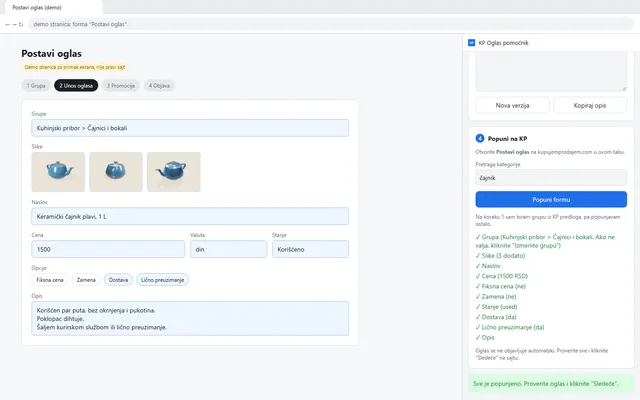 Postavi oglas (demo)
demo stranica: forma "Postavi oglas"
Postavi oglas
Demo stranica za snimak ekrana, nije pravi sajt
1 Grupa
2 Unos oglasa
3 Promocija
4 Objava
Grupa
Kuhinjski pribor > Čajnici i bokali
Slike
Naslov
Keramički čajnik plavi, 1 L
Cena
Valuta
Stanje
1500
din
Korišćeno
Opcije
Fiksna cena
Zamena
Dostava
Lično preuzimanje
Opis
Korišćen par puta, bez okrnjenja i pukotina.
Poklopac dihtuje.
Šaljem kurirskom službom ili lično preuzimanje.
KP
KP Oglas pomoćnik
Nova verzija
Kopiraj opis
4 Popuni na KP
Otvorite Postavi oglas na kupujemprodajem.com u ovom tabu.
Pretraga kategorije
čajnik
Popuni formu
Na koraku 1 sam biram grupu iz KP predloga, pa popunjavam
ostalo.
✓ Grupa (Kuhinjski pribor > Čajnici i bokali. Ako ne
valja, kliknite "Izmenite grupu")
✓ Slike (3 dodato)
✓ Naslov
✓ Cena (1500 RSD)
✓ Fiksna cena (ne)
✓ Zamena (ne)
✓ Stanje (used)
✓ Dostava (da)
✓ Lično preuzimanje (da)
✓ Opis
Oglas se ne objavljuje automatski. Proverite sve i kliknite
"Sledeće" na sajtu.
Sve je popunjeno. Proverite oglas i kliknite "Sledeće".